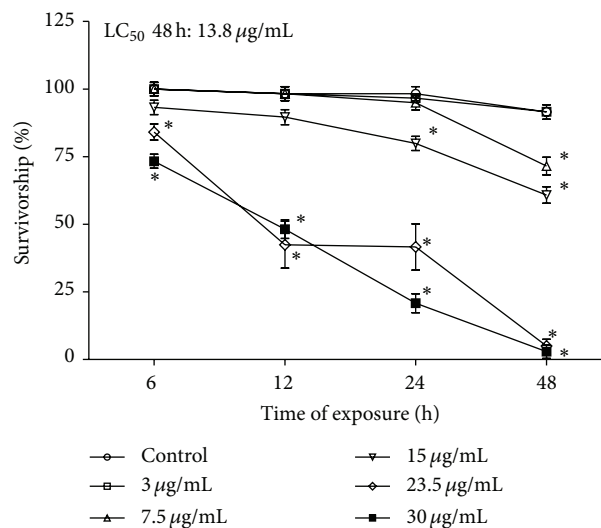 LC₅₀ 48 h: 13.8 μg/mL
100
75
50
25
0
Survivorship (%)
* * * * * * * * * *
6 12 24 48
Time of exposure (h)
Control
3 μg/mL
7.5 μg/mL
15 μg/mL
23.5 μg/mL
30 μg/mL